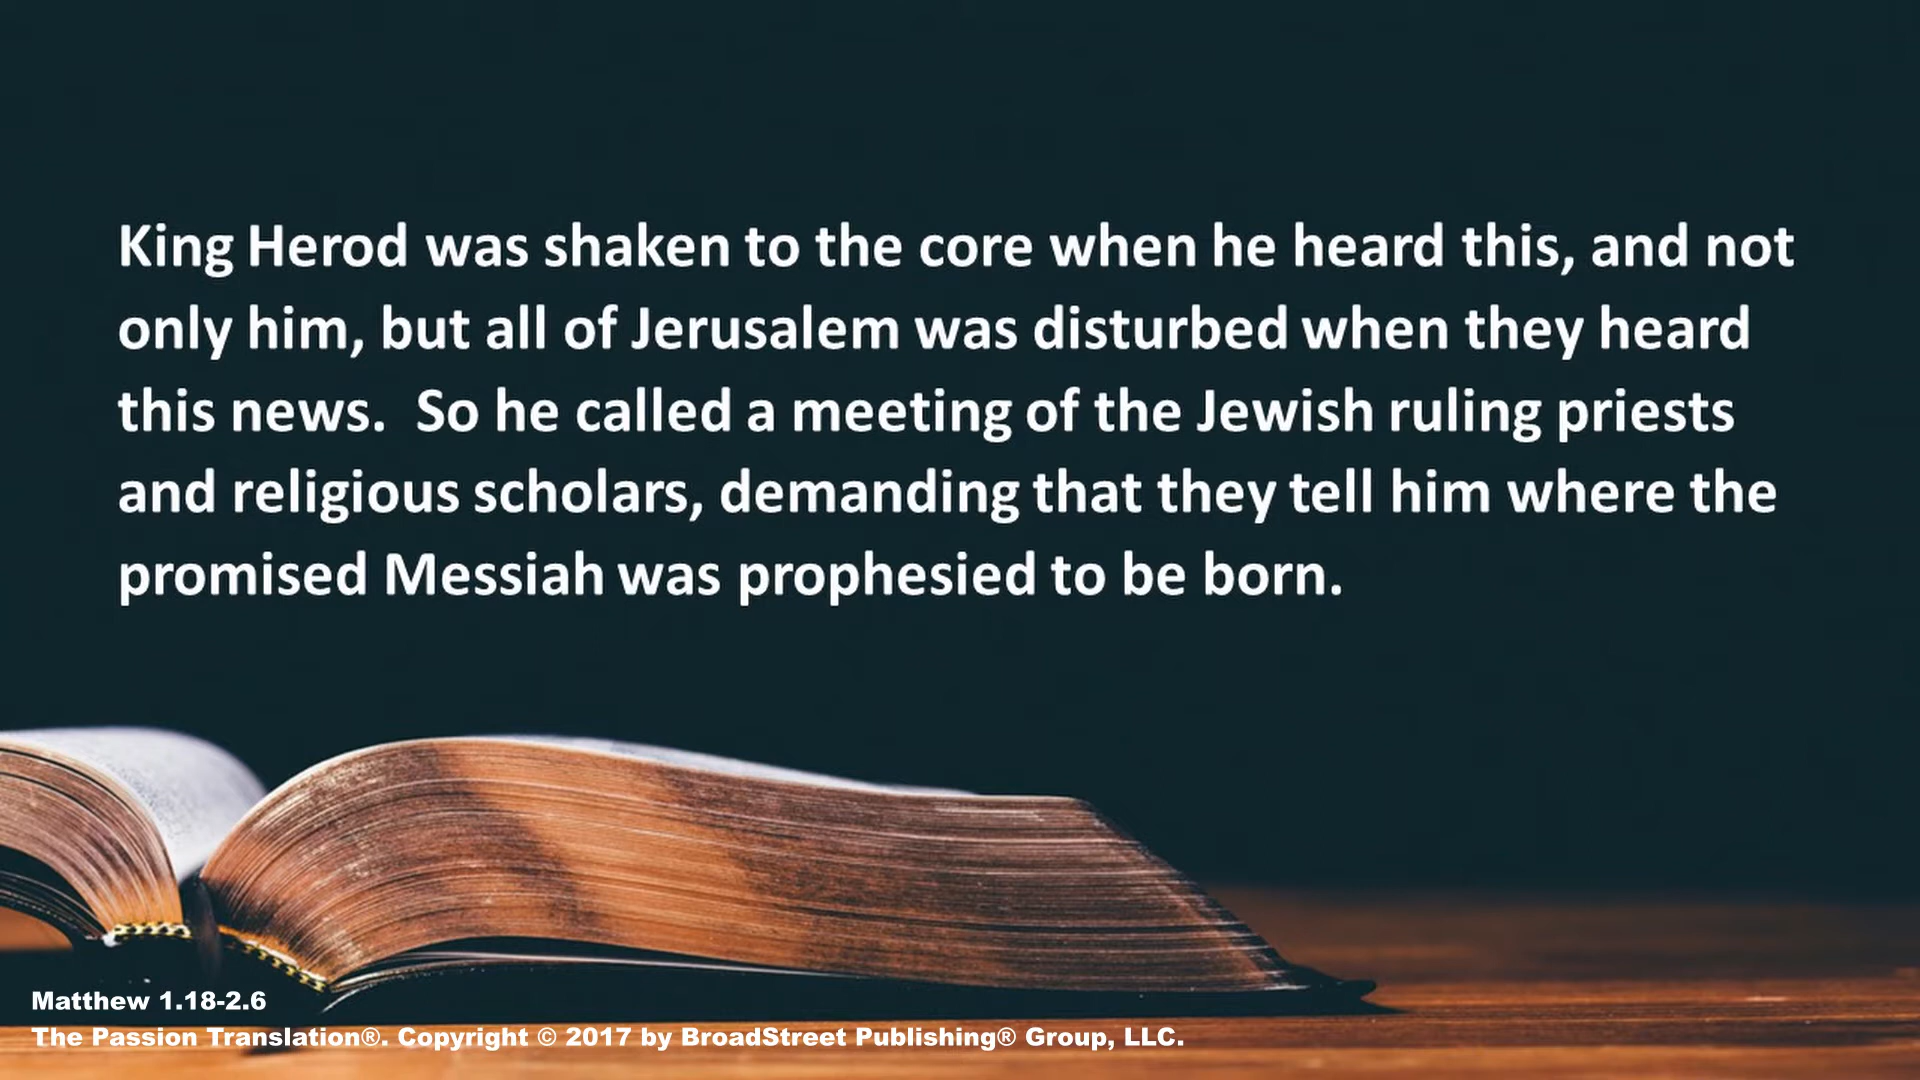 King Herod was shaken to the core when he heard this, and not
only him, but all of Jerusalem was disturbed when they heard
this news.  So he called a meeting of the Jewish ruling priests
and religious scholars, demanding that they tell him where the
promised Messiah was prophesied to be born.
Matthew 1.18-2.6
The Passion Translation®. Copyright © 2017 by BroadStreet Publishing® Group, LLC.